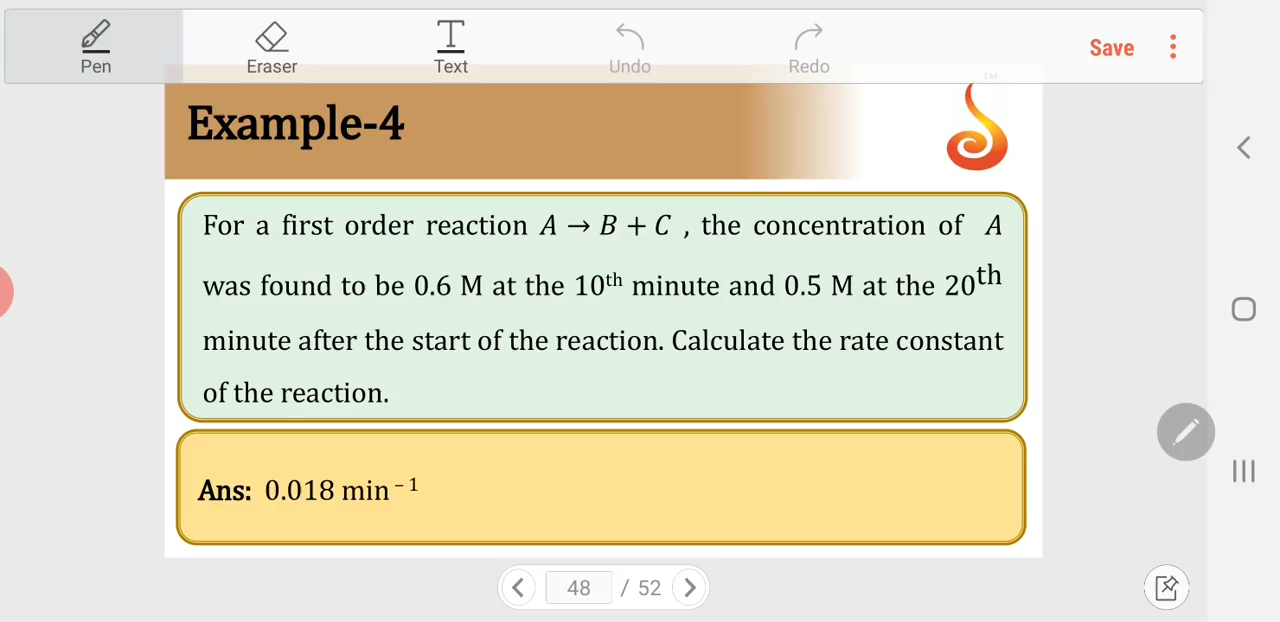 Pen Eraser Text Undo Redo Save
TM
Example-4
For a first order reaction A → B + C , the concentration of A
was found to be 0.6 M at the 10th minute and 0.5 M at the 20th
minute after the start of the reaction. Calculate the rate constant
of the reaction.
Ans: 0.018 min⁻¹
48 / 52